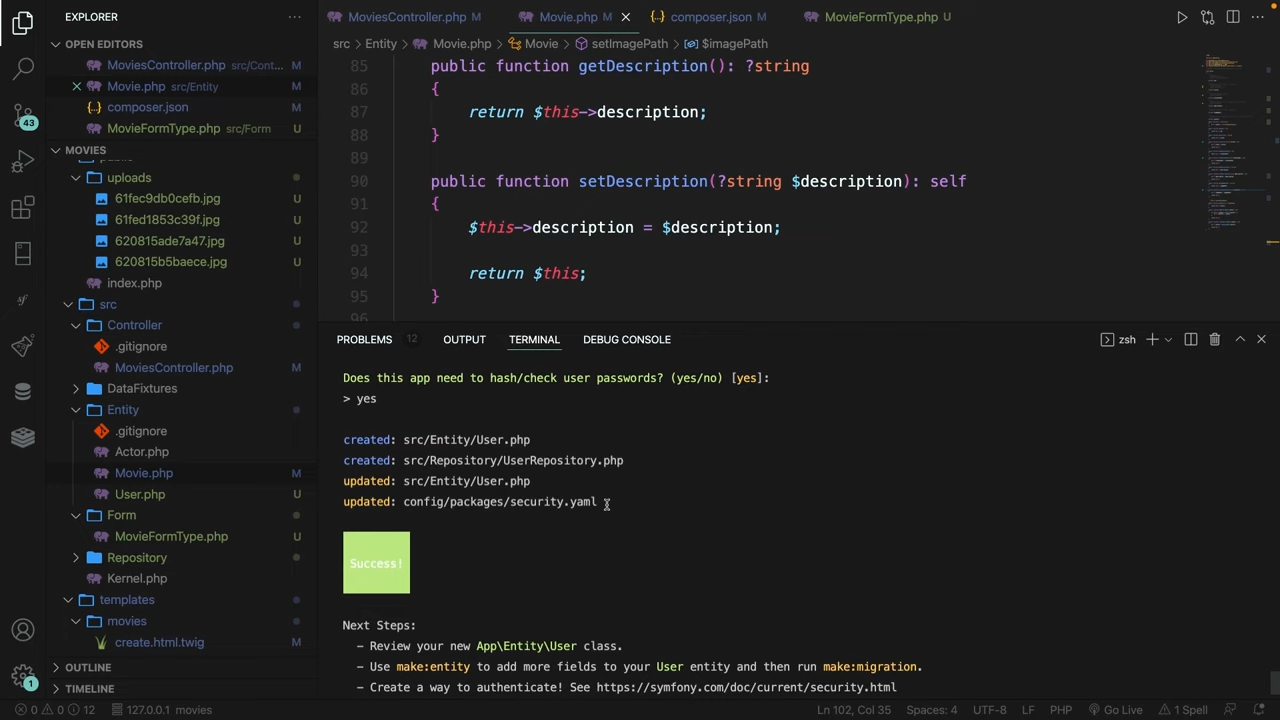 EXPLORER
OPEN EDITORS
MoviesController.php src/Cont... M
Movie.php src/Entity M
composer.json M
MovieFormType.php src/Form U
MOVIES
uploads
61fec9db0cefb.jpg U
61fed1853c39f.jpg U
620815ade7a47.jpg U
620815b5baece.jpg U
index.php
src
Controller
.gitignore
MoviesController.php M
DataFixtures
Entity
.gitignore
Actor.php
Movie.php M
User.php U
Form
MovieFormType.php U
Repository
Kernel.php
templates
movies
create.html.twig M
OUTLINE
TIMELINE
43
1
MoviesController.php M
Movie.php M
composer.json M
MovieFormType.php U
src > Entity > Movie.php > Movie > setImagePath > $imagePath
85 public function getDescription(): ?string
86 {
87 return $this->description;
88 }
89
90 public function setDescription(?string $description): self
91 {
92 $this->description = $description;
93
94 return $this;
95 }
96
PROBLEMS 12 OUTPUT TERMINAL DEBUG CONSOLE
zsh
Does this app need to hash/check user passwords? (yes/no) [yes]:
> yes
created: src/Entity/User.php
created: src/Repository/UserRepository.php
updated: src/Entity/User.php
updated: config/packages/security.yaml
Success!
Next Steps:
- Review your new App\Entity\User class.
- Use make:entity to add more fields to your User entity and then run make:migration.
- Create a way to authenticate! See https://symfony.com/doc/current/security.html
0 0 12 127.0.0.1 movies
Ln 102, Col 35 Spaces: 4 UTF-8 LF PHP Go Live 1 Spell